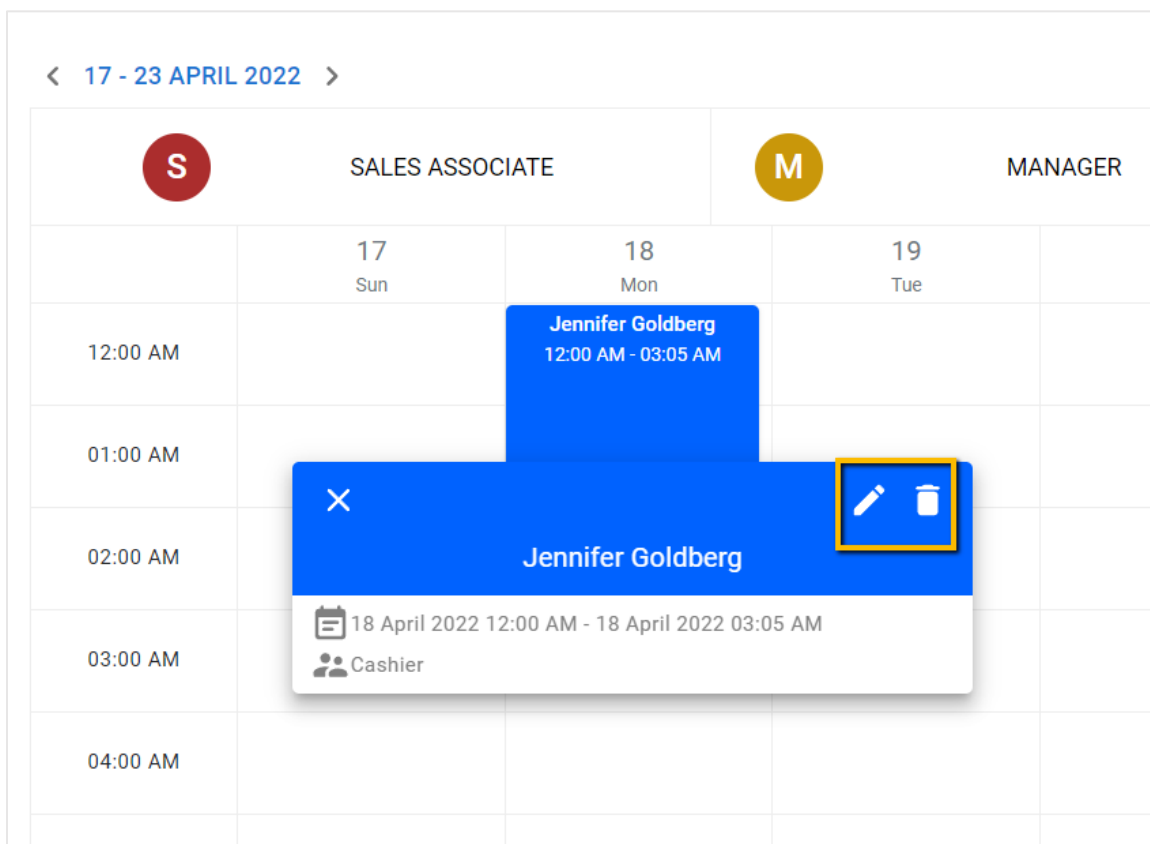 17 - 23 APRIL 2022
S SALES ASSOCIATE M MANAGER
17 18 19
Sun Mon Tue
Jennifer Goldberg
12:00 AM 12:00 AM - 03:05 AM
01:00 AM
02:00 AM Jennifer Goldberg
18 April 2022 12:00 AM - 18 April 2022 03:05 AM
03:00 AM Cashier
04:00 AM